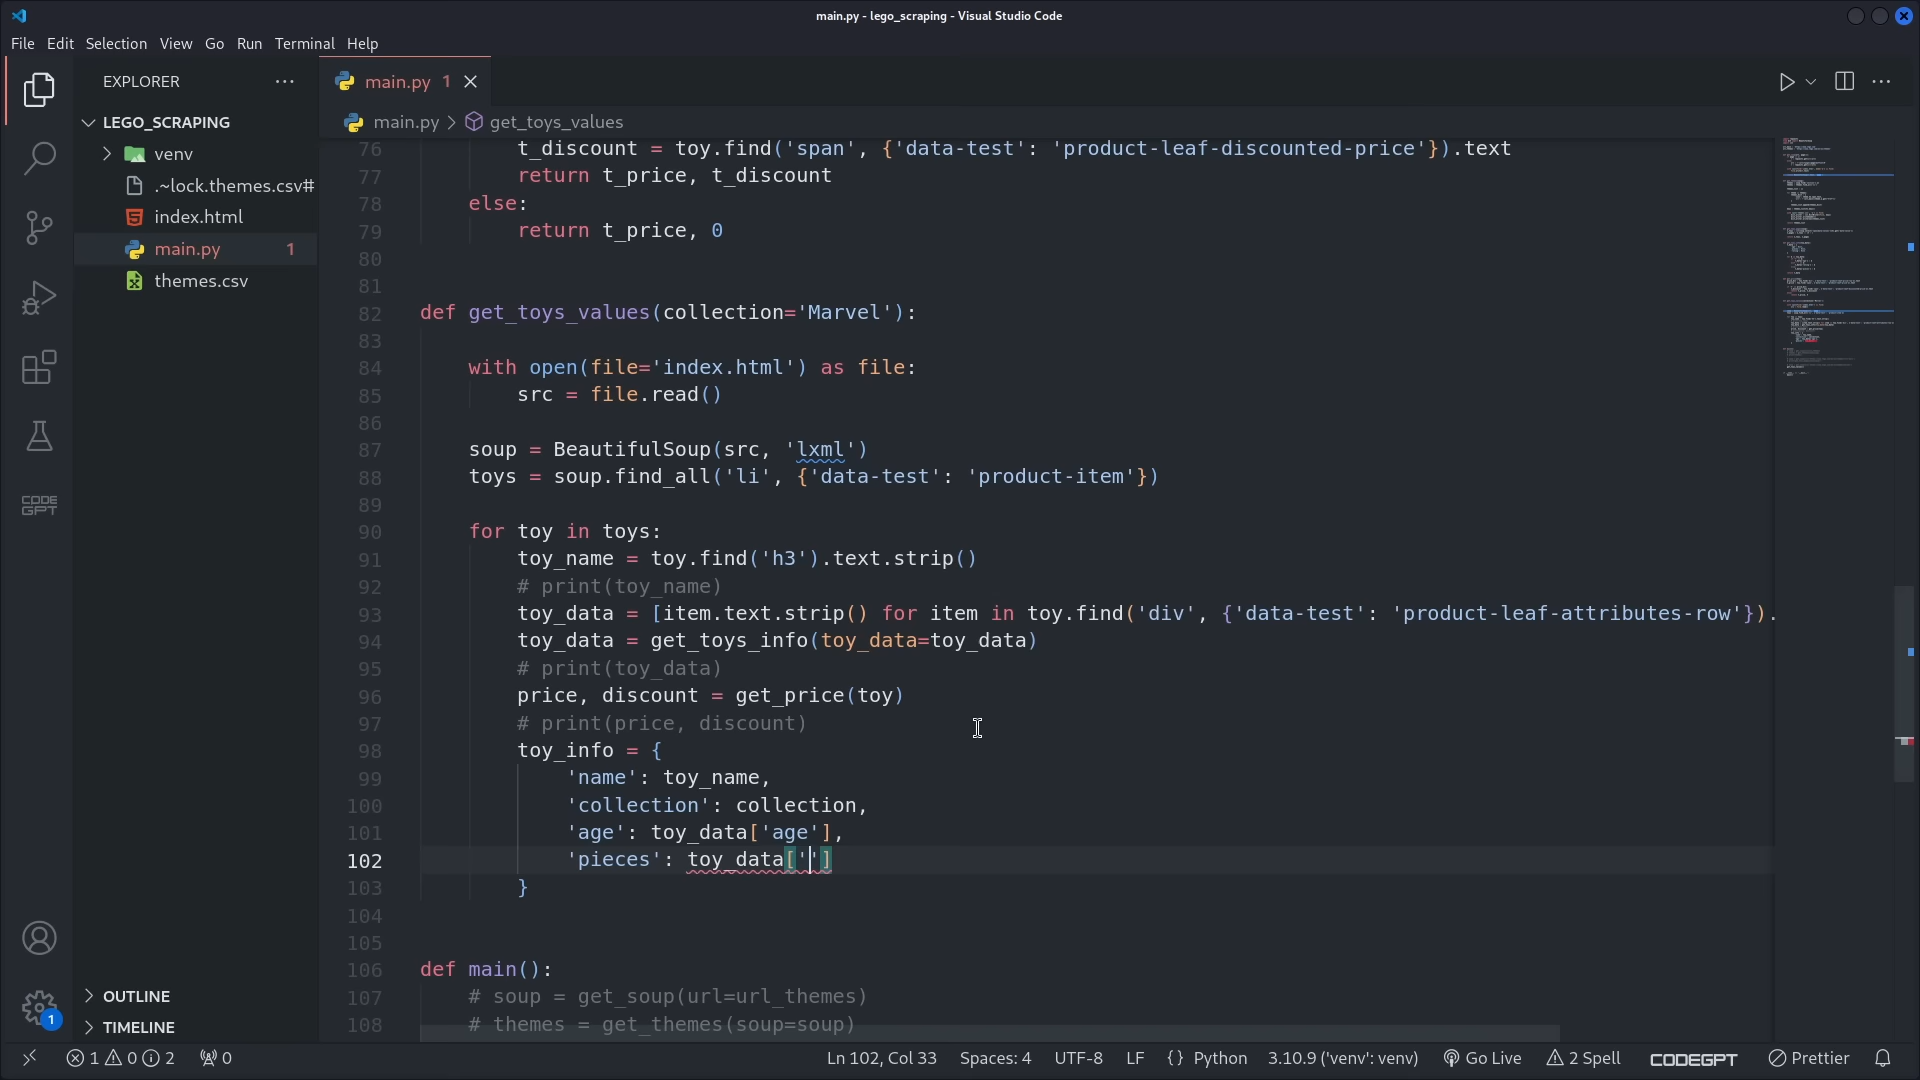 main.py - lego_scraping - Visual Studio Code
File Edit Selection View Go Run Terminal Help
EXPLORER
LEGO_SCRAPING
venv
.~lock.themes.csv#
index.html
main.py 1
themes.csv
OUTLINE
TIMELINE
main.py 1
main.py > get_toys_values
76 t_discount = toy.find('span', {'data-test': 'product-leaf-discounted-price'}).text
77 return t_price, t_discount
78 else:
79 return t_price, 0
80
81
82 def get_toys_values(collection='Marvel'):
83
84 with open(file='index.html') as file:
85 src = file.read()
86
87 soup = BeautifulSoup(src, 'lxml')
88 toys = soup.find_all('li', {'data-test': 'product-item'})
89
90 for toy in toys:
91 toy_name = toy.find('h3').text.strip()
92 # print(toy_name)
93 toy_data = [item.text.strip() for item in toy.find('div', {'data-test': 'product-leaf-attributes-row'}).
94 toy_data = get_toys_info(toy_data=toy_data)
95 # print(toy_data)
96 price, discount = get_price(toy)
97 # print(price, discount)
98 toy_info = {
99 'name': toy_name,
100 'collection': collection,
101 'age': toy_data['age'],
102 'pieces': toy_data['']
103 }
104
105
106 def main():
107 # soup = get_soup(url=url_themes)
108 # themes = get_themes(soup=soup)
CODE GPT
1
1 0 2 0 Ln 102, Col 33 Spaces: 4 UTF-8 LF {} Python 3.10.9 ('venv': venv) Go Live 2 Spell CODEGPT Prettier